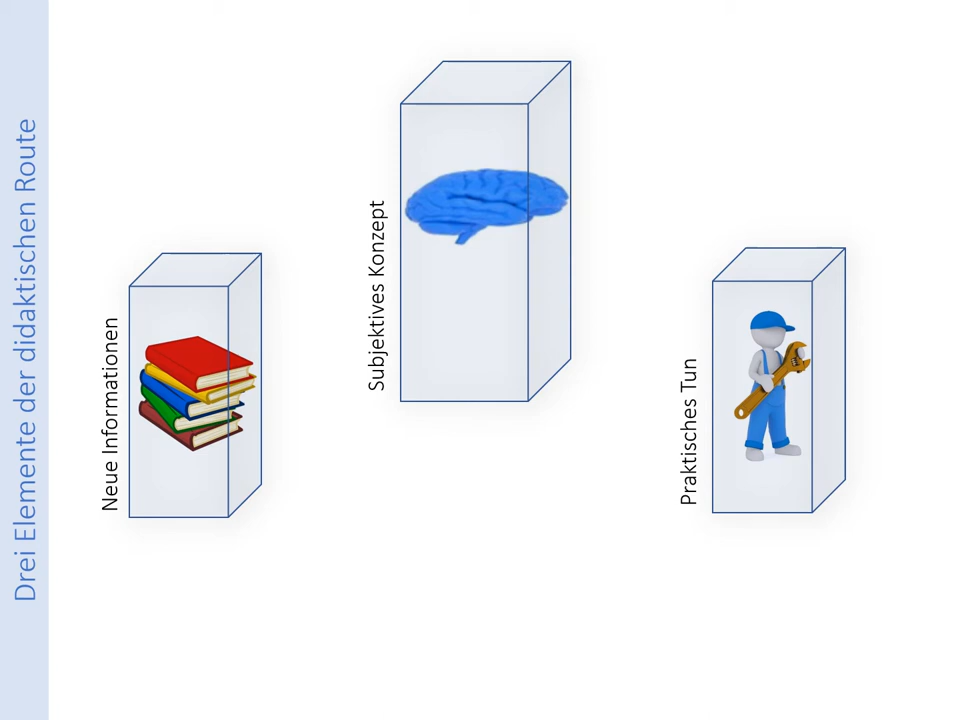 Drei Elemente der didaktischen Route
Neue Informationen
Subjektives Konzept
Praktisches Tun